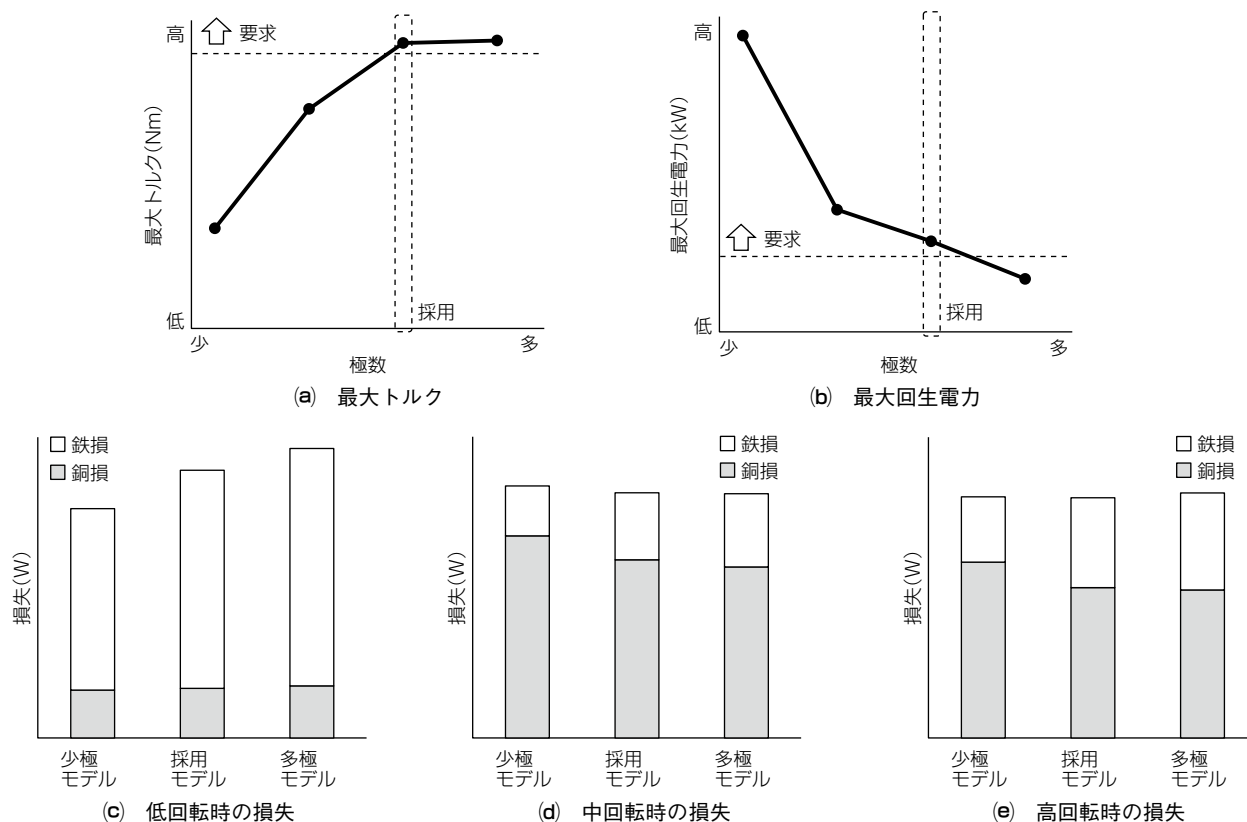 高
要求
最大トルク(Nm)
低
採用
少
多
極数
(a) 最大トルク
高
最大回生電力(kW)
要求
低
採用
少
多
極数
(b) 最大回生電力
鉄損
銅損
損失(W)
少極
モデル
採用
モデル
多極
モデル
(c) 低回転時の損失
鉄損
銅損
損失(W)
少極
モデル
採用
モデル
多極
モデル
(d) 中回転時の損失
鉄損
銅損
損失(W)
少極
モデル
採用
モデル
多極
モデル
(e) 高回転時の損失